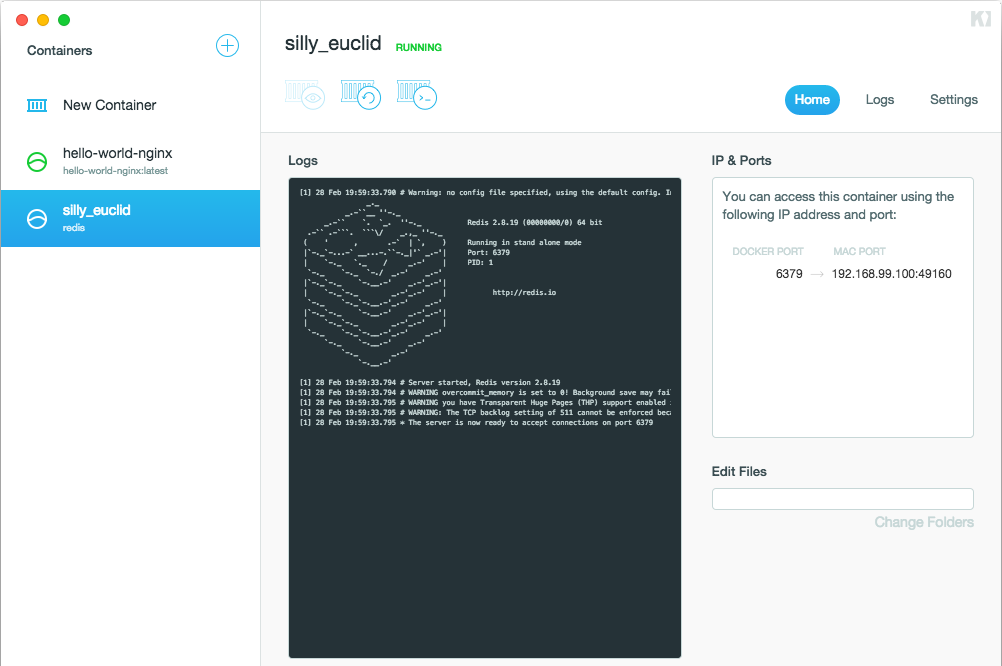 Containers
New Container
hello-world-nginx
hello-world-nginx:latest
silly_euclid
redis
silly_euclid RUNNING
Home Logs Settings
Logs
[1] 28 Feb 19:59:33.790 # Warning: no config file specified, using the default config. I
Redis 2.8.19 (00000000/0) 64 bit
Running in stand alone mode
Port: 6379
PID: 1
http://redis.io
[1] 28 Feb 19:59:33.794 # Server started, Redis version 2.8.19
[1] 28 Feb 19:59:33.794 # WARNING overcommit_memory is set to 0! Background save may fai
[1] 28 Feb 19:59:33.795 # WARNING you have Transparent Huge Pages (THP) support enabled
[1] 28 Feb 19:59:33.795 # WARNING: The TCP backlog setting of 511 cannot be enforced bec
[1] 28 Feb 19:59:33.795 * The server is now ready to accept connections on port 6379
IP & Ports
You can access this container using the
following IP address and port:
DOCKER PORT MAC PORT
6379 → 192.168.99.100:49160
Edit Files
Change Folders